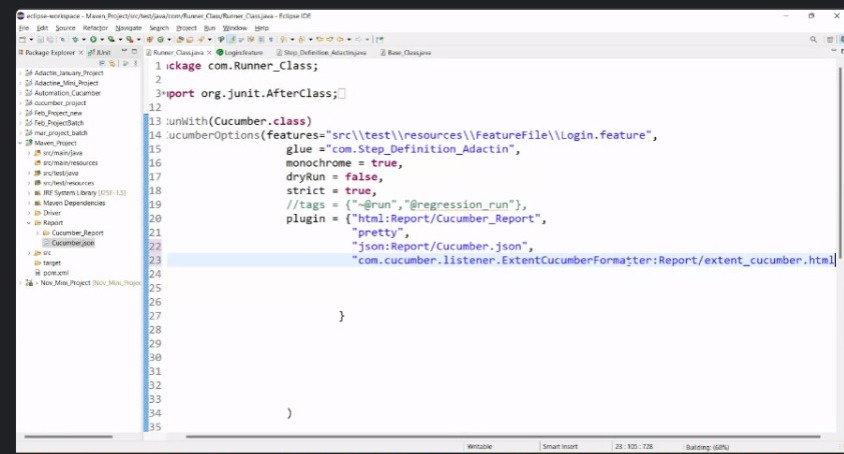 eclipse-workspace - Maven_Project/src/test/java/com/Runner_Class/Runner_Class.java - Eclipse IDE
File Edit Source Refactor Navigate Search Project Run Window Help
Package Explorer JUnit
Runner_Class.java Login.feature Step_Definition_Adactin.java Base_Class.java
Adactin_January_Project
Adactine_Mini_Project
Automation_Cucumber
cucumber_project
Feb_Project_new
Feb_ProjectBatch
mar_project_batch
Maven_Project
src/main/java
src/main/resources
src/test/java
src/test/resources
JRE System Library [J2SE-1.5]
Maven Dependencies
Driver
Report
Cucumber_Report
Cucumber.json
src
target
pom.xml
Nov_Mini_Project [Nov_Mini_Projec
1 ickage com.Runner_Class;
2
3 iport org.junit.AfterClass;
12
13 :unWith(Cucumber.class)
14 :ucumberOptions(features="src\\test\\resources\\FeatureFile\\Login.feature",
15 glue ="com.Step_Definition_Adactin",
16 monochrome = true,
17 dryRun = false,
18 strict = true,
19 //tags = {"~@run","@regression_run"},
20 plugin = {"html:Report/Cucumber_Report",
21 "pretty",
22 "json:Report/Cucumber.json",
23 "com.cucumber.listener.ExtentCucumberFormatter:Report/extent_cucumber.html
24
25
26
27 }
28
29
30
31
32
33
34 )
35
Writable Smart Insert 23 : 105 : 728 Building: (68%)